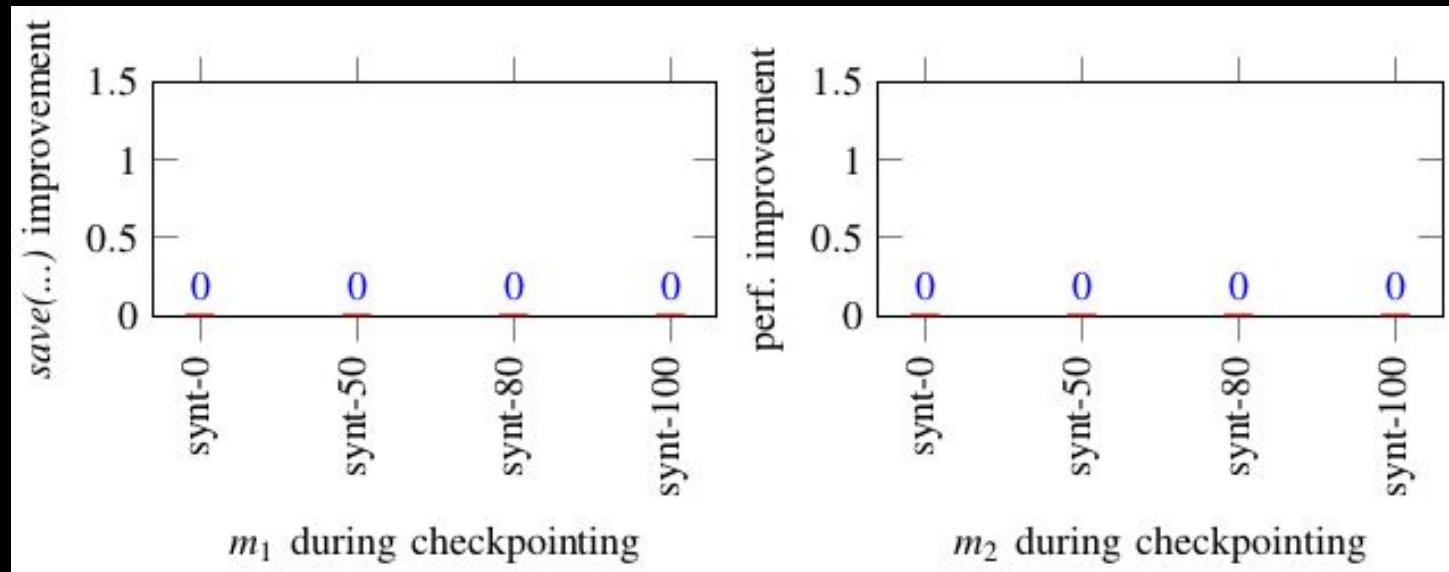 save(...) improvement
1.5
1
0.5
0
0 0 0 0
synt-0
synt-50
synt-80
synt-100
m₁ during checkpointing
perf. improvement
1.5
1
0.5
0
0 0 0 0
synt-0
synt-50
synt-80
synt-100
m₂ during checkpointing